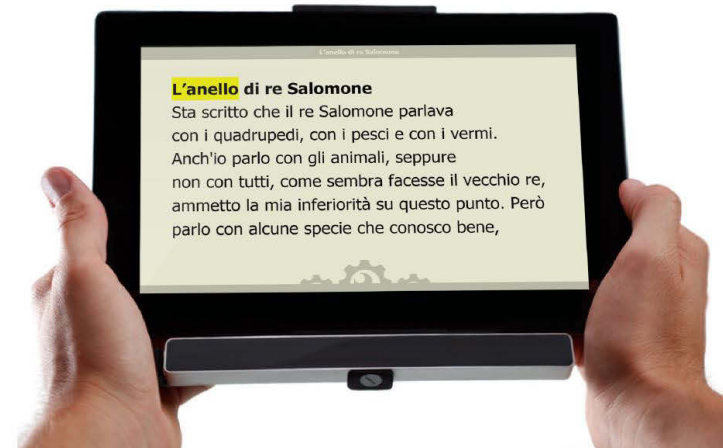 L'anello di re Salomone
L'anello di re Salomone
Sta scritto che il re Salomone parlava
con i quadrupedi, con i pesci e con i vermi.
Anch'io parlo con gli animali, seppure
non con tutti, come sembra facesse il vecchio re,
ammetto la mia inferiorità su questo punto. Però
parlo con alcune specie che conosco bene,